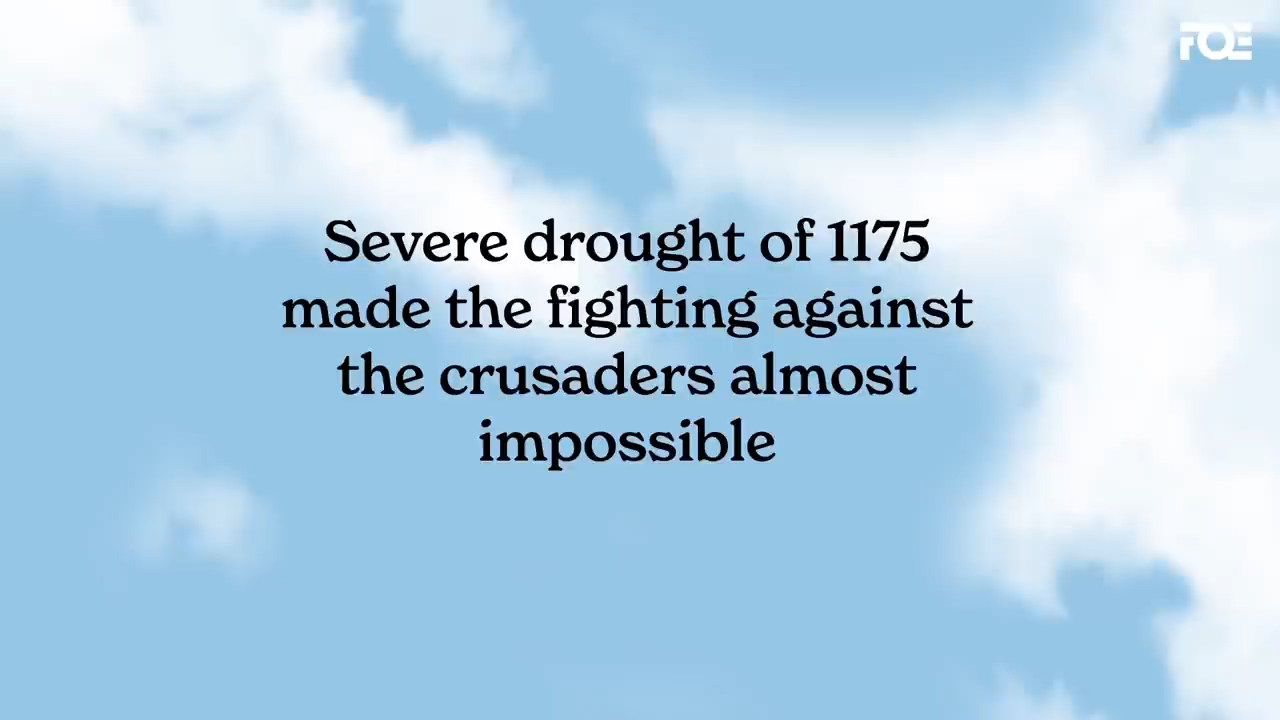 FOE
Severe drought of 1175
made the fighting against
the crusaders almost
impossible